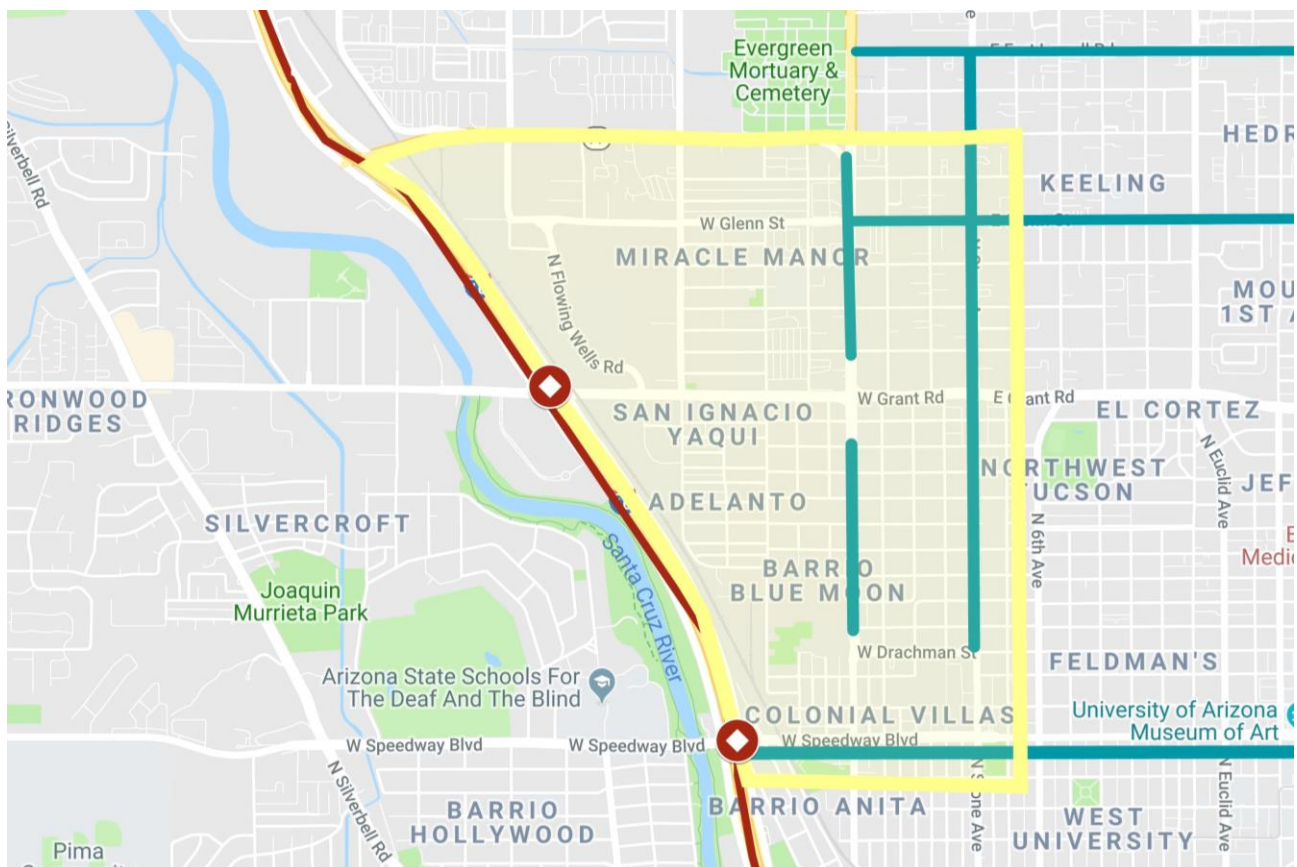 Evergreen
Mortuary &
Cemetery
HEDR
KEELING
N Silverbell Rd
W Glenn St
MIRACLE MANOR
N Flowing Wells Rd
MOU
1ST A
RONWOOD
RIDGES
W Grant Rd
E Grant Rd
SAN IGNACIO
YAQUI
EL CORTEZ
N Euclid Ave
NORTHWEST
TUCSON
JEF
ADELANTO
SILVERCROFT
N 6th Ave
Medic
Santa Cruz River
BARRIO
BLUE MOON
Joaquin
Murrieta Park
W Drachman St
FELDMAN'S
Arizona State Schools For
The Deaf And The Blind
COLONIAL VILLAS
University of Arizona
Museum of Art
W Speedway Blvd
W Speedway Blvd
W Speedway Blvd
N Silverbell Rd
BARRIO
HOLLYWOOD
BARRIO ANITA
N Stone Ave
N Euclid Ave
WEST
UNIVERSITY
Pima